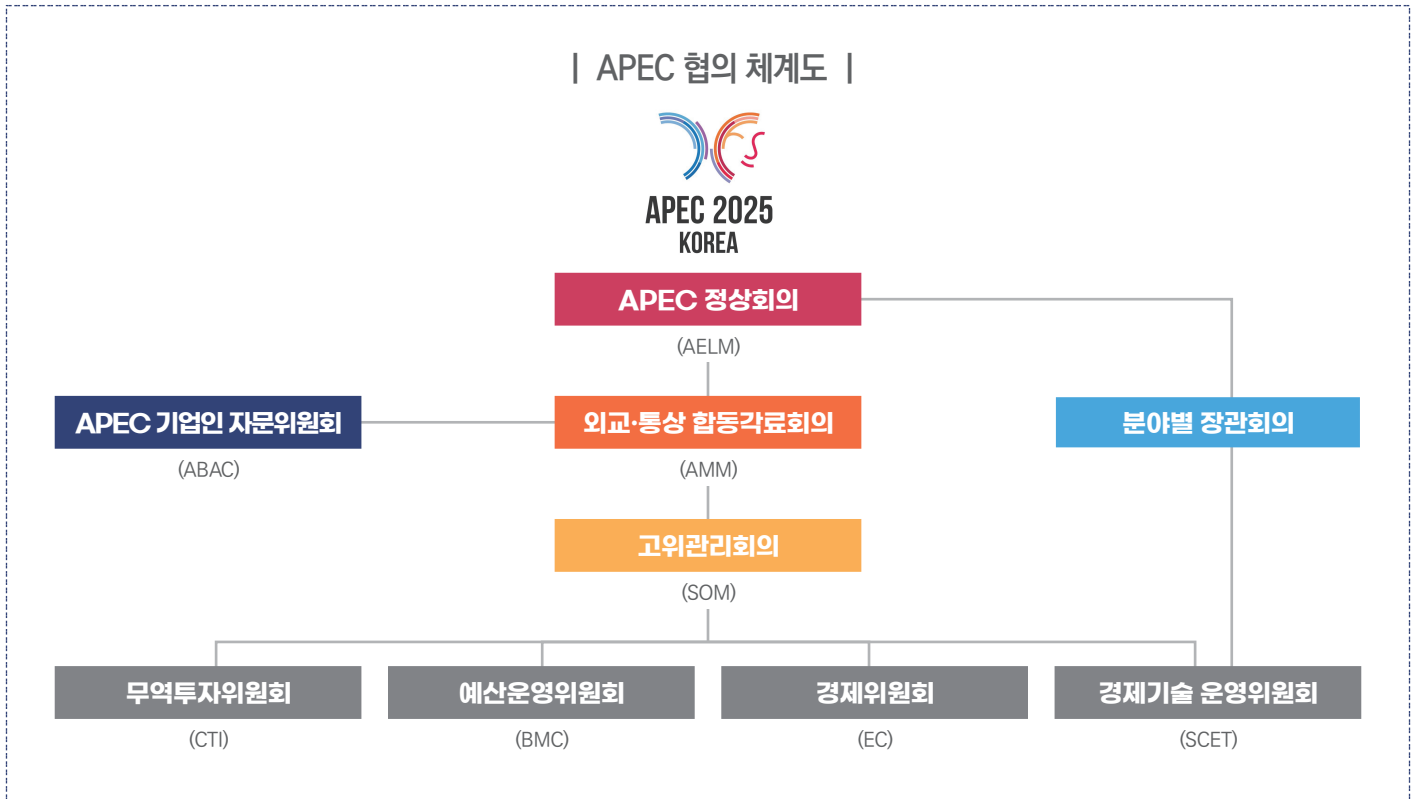 | APEC 협의 체계도 |
APEC 2025
KOREA
APEC 정상회의
(AELM)
APEC 기업인 자문위원회
(ABAC)
외교·통상 합동각료회의
(AMM)
분야별 장관회의
고위관리회의
(SOM)
무역투자위원회
(CTI)
예산운영위원회
(BMC)
경제위원회
(EC)
경제기술 운영위원회
(SCET)